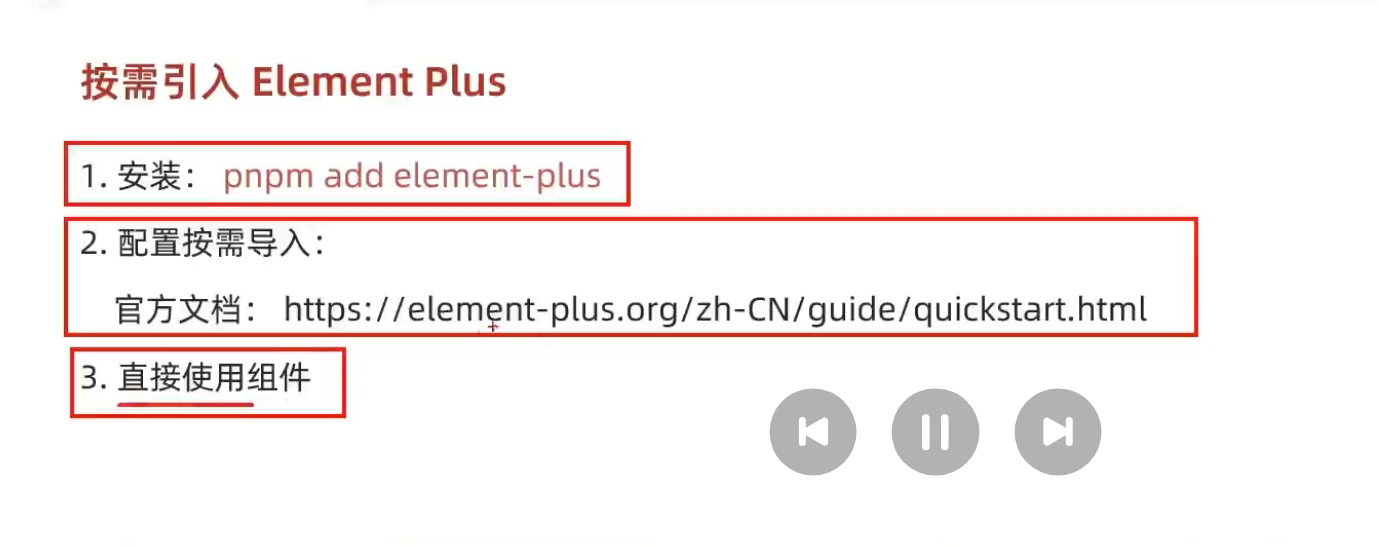 按需引入 Element Plus
1. 安装： pnpm add element-plus
2. 配置按需导入：
官方文档： https://element-plus.org/zh-CN/guide/quickstart.html
3. 直接使用组件